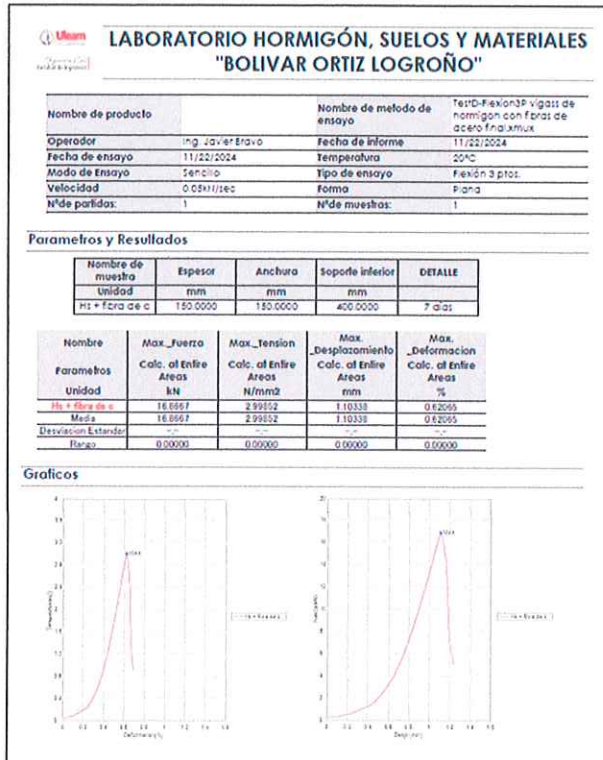 Uleam
LABORATORIO HORMIGÓN, SUELOS Y MATERIALES
"BOLIVAR ORTIZ LOGROÑO"
Nombre de producto
Nombre de metodo de ensayo
TestD-Flexion3P vigass de hormigon con fibras de acero final.xmux
Operador Ing. Javier Bravo Fecha de informe 11/22/2024
Fecha de ensayo 11/22/2024 Temperatura 20°C
Modo de Ensayo Sencillo Tipo de ensayo Flexión 3 ptos.
Velocidad 0.05kN/sec Forma Plana
Nºde partidas: 1 Nºde muestras: 1
Parametros y Resultados
Nombre de muestra Espesor Anchura Soporte inferior DETALLE
Unidad mm mm mm
Hs + fibra de a 150.0000 150.0000 400.0000 7 dias
Nombre Max._Fuerza Max._Tension Max._Desplazamiento Max._Deformacion
Parametros Calc. at Entire Areas Calc. at Entire Areas Calc. at Entire Areas Calc. at Entire Areas
Unidad kN N/mm2 mm %
Hs + fibra de a 16.8667 2.99852 1.10338 0.62065
Media 16.8667 2.99852 1.10338 0.62065
Desviacion Estandar -.- -.- -.- -.-
Rango 0.00000 0.00000 0.00000 0.00000
Graficos